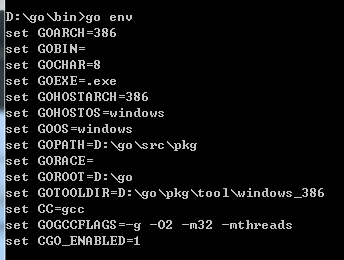 D:\go\bin>go env
set GOARCH=386
set GOBIN=
set GOCHAR=8
set GOEXE=.exe
set GOHOSTARCH=386
set GOHOSTOS=windows
set GOOS=windows
set GOPATH=D:\go\src\pkg
set GORACE=
set GOROOT=D:\go
set GOTOOLDIR=D:\go\pkg\tool\windows_386
set CC=gcc
set GOGCCFLAGS=-g -O2 -m32 -mthreads
set CGO_ENABLED=1